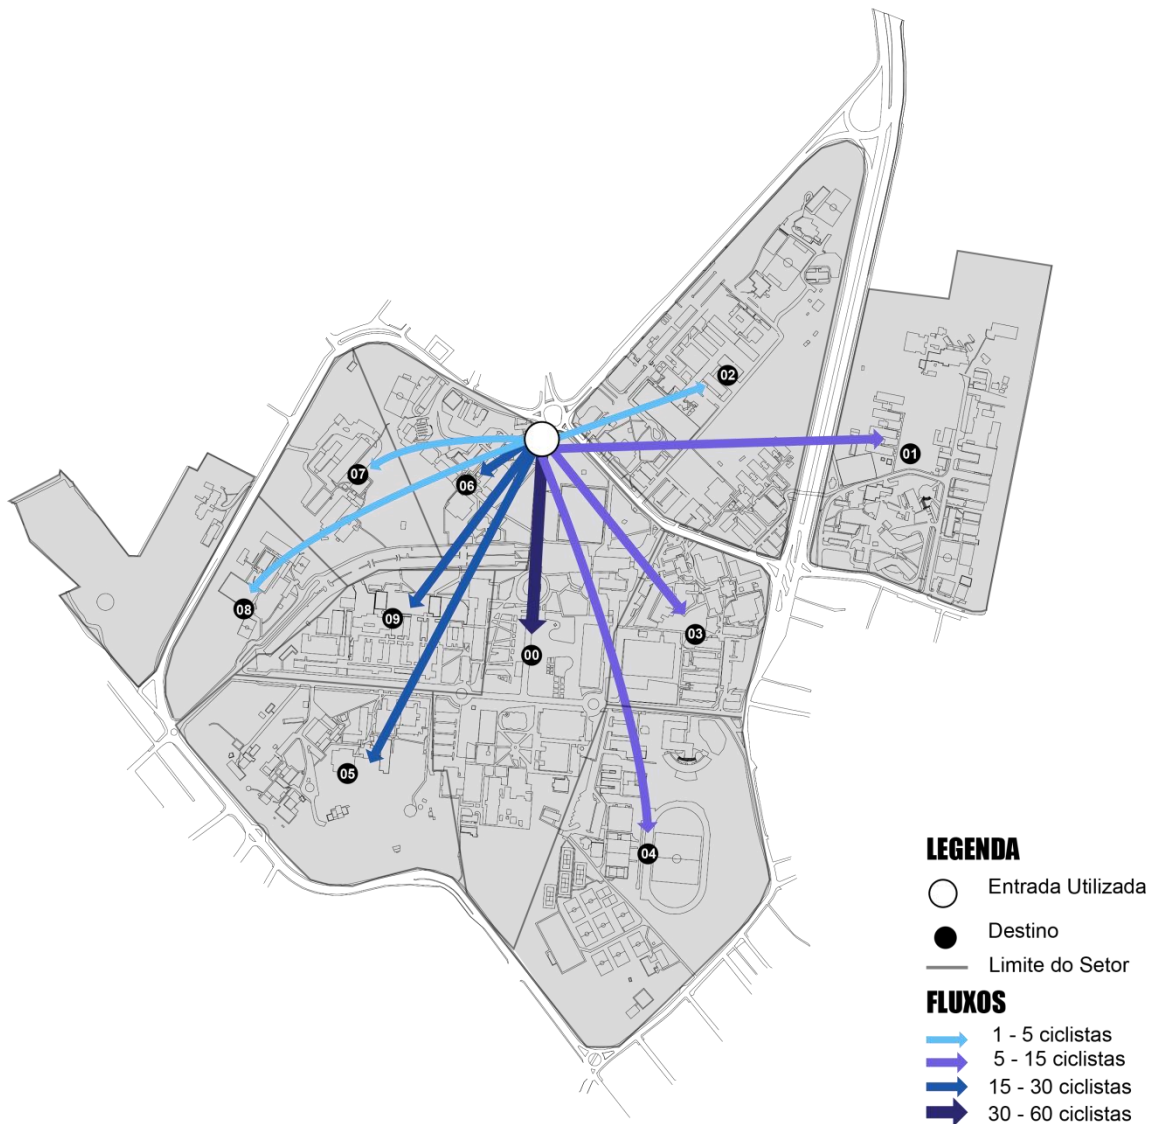 02
01
07
06
08
09
03
00
05
04
LEGENDA
Entrada Utilizada
Destino
Limite do Setor
FLUXOS
1 - 5 ciclistas
5 - 15 ciclistas
15 - 30 ciclistas
30 - 60 ciclistas